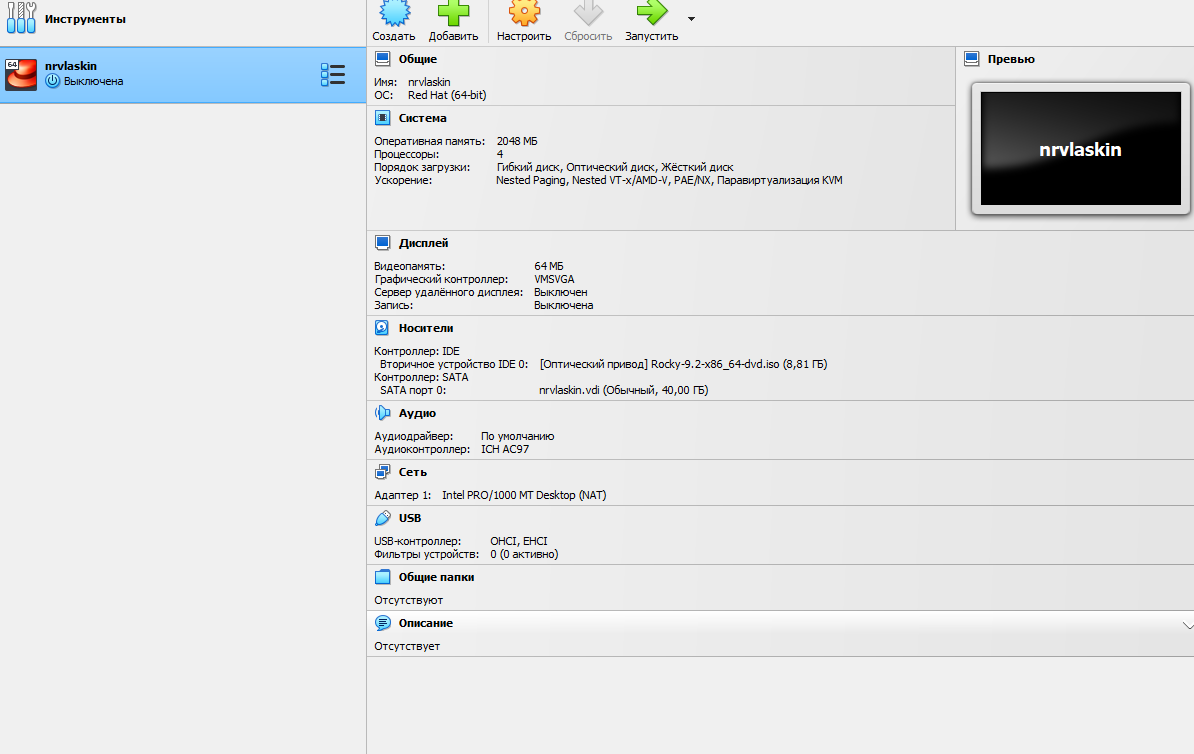 Инструменты
Создать Добавить Настроить Сбросить Запустить
64 nrvlaskin
Выключена
Общие
Имя: nrvlaskin
ОС: Red Hat (64-bit)
Превью
nrvlaskin
Система
Оперативная память: 2048 МБ
Процессоры: 4
Порядок загрузки: Гибкий диск, Оптический диск, Жёсткий диск
Ускорение: Nested Paging, Nested VT-x/AMD-V, PAE/NX, Паравиртуализация KVM
Дисплей
Видеопамять: 64 МБ
Графический контроллер: VMSVGA
Сервер удалённого дисплея: Выключен
Запись: Выключена
Носители
Контроллер: IDE
Вторичное устройство IDE 0: [Оптический привод] Rocky-9.2-x86_64-dvd.iso (8,81 ГБ)
Контроллер: SATA
SATA порт 0: nrvlaskin.vdi (Обычный, 40,00 ГБ)
Аудио
Аудиодрайвер: По умолчанию
Аудиоконтроллер: ICH AC97
Сеть
Адаптер 1: Intel PRO/1000 MT Desktop (NAT)
USB
USB-контроллер: OHCI, EHCI
Фильтры устройств: 0 (0 активно)
Общие папки
Отсутствуют
Описание
Отсутствует